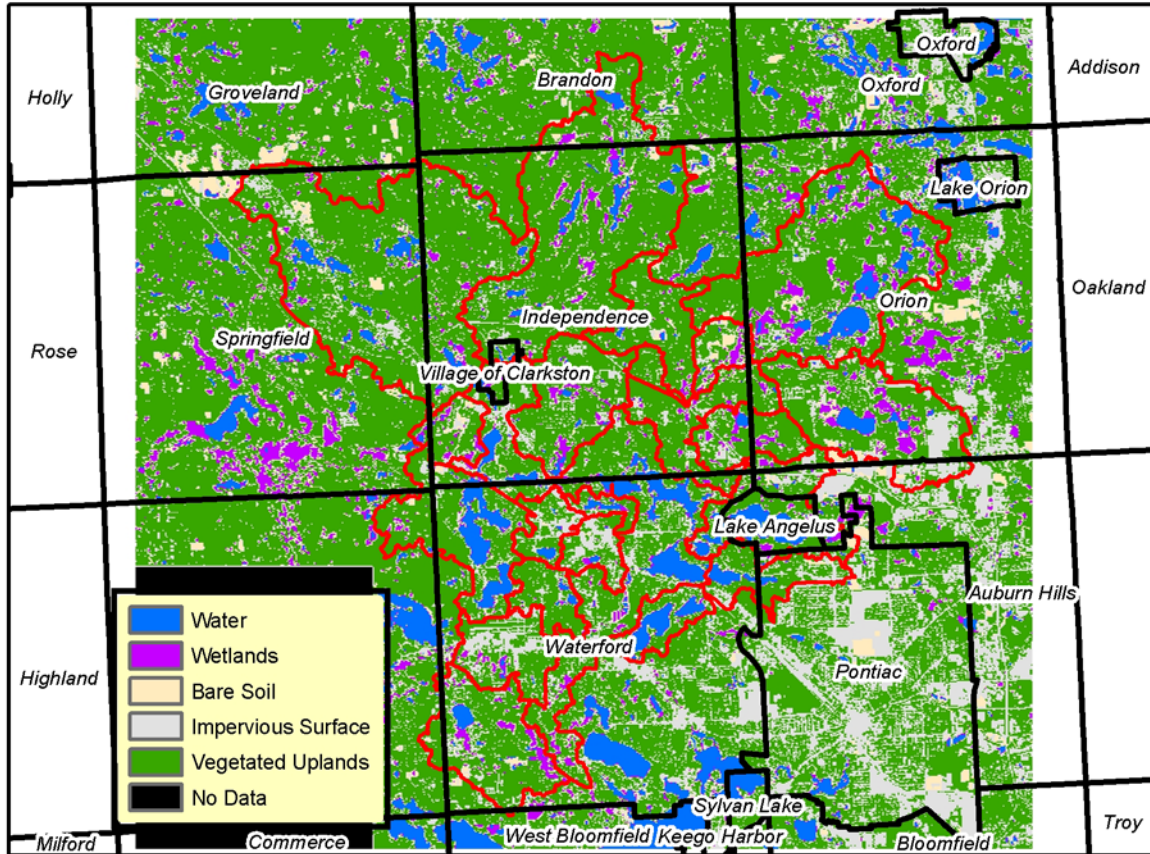 Oxford
Addison
Holly
Groveland
Brandon
Oxford
Lake Orion
Oakland
Orion
Independence
Springfield
Rose
Village of Clarkston
Lake Angelus
Auburn Hills
Waterford
Pontiac
Highland
Water
Wetlands
Bare Soil
Impervious Surface
Vegetated Uplands
No Data
Sylvan Lake
Troy
Milford
Commerce
West Bloomfield
Keego Harbor
Bloomfield